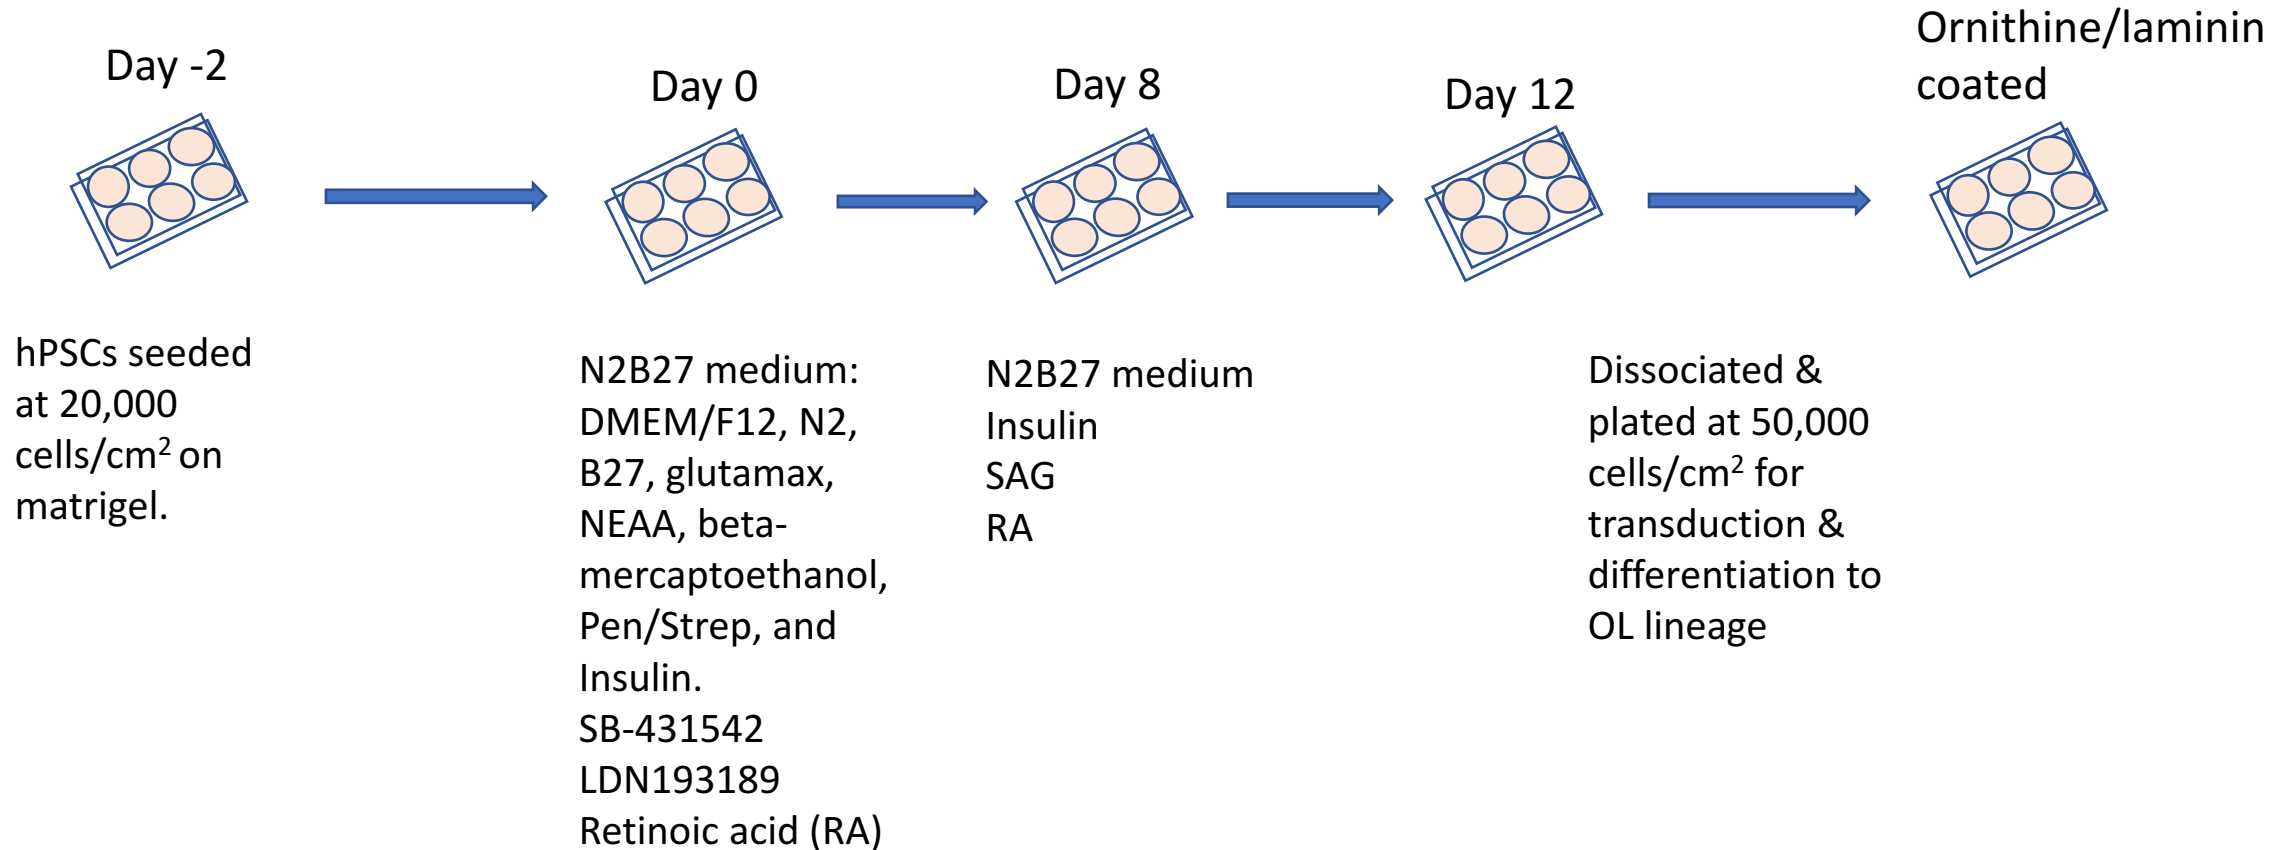 Day -2
hPSCs seeded
at 20,000
cells/cm² on
matrigel.
Day 0
N2B27 medium:
DMEM/F12, N2,
B27, glutamax,
NEAA, beta-
mercaptoethanol,
Pen/Strep, and
Insulin.
SB-431542
LDN193189
Retinoic acid (RA)
Day 8
N2B27 medium
Insulin
SAG
RA
Day 12
Dissociated &
plated at 50,000
cells/cm² for
transduction &
differentiation to
OL lineage
Ornithine/laminin
coated